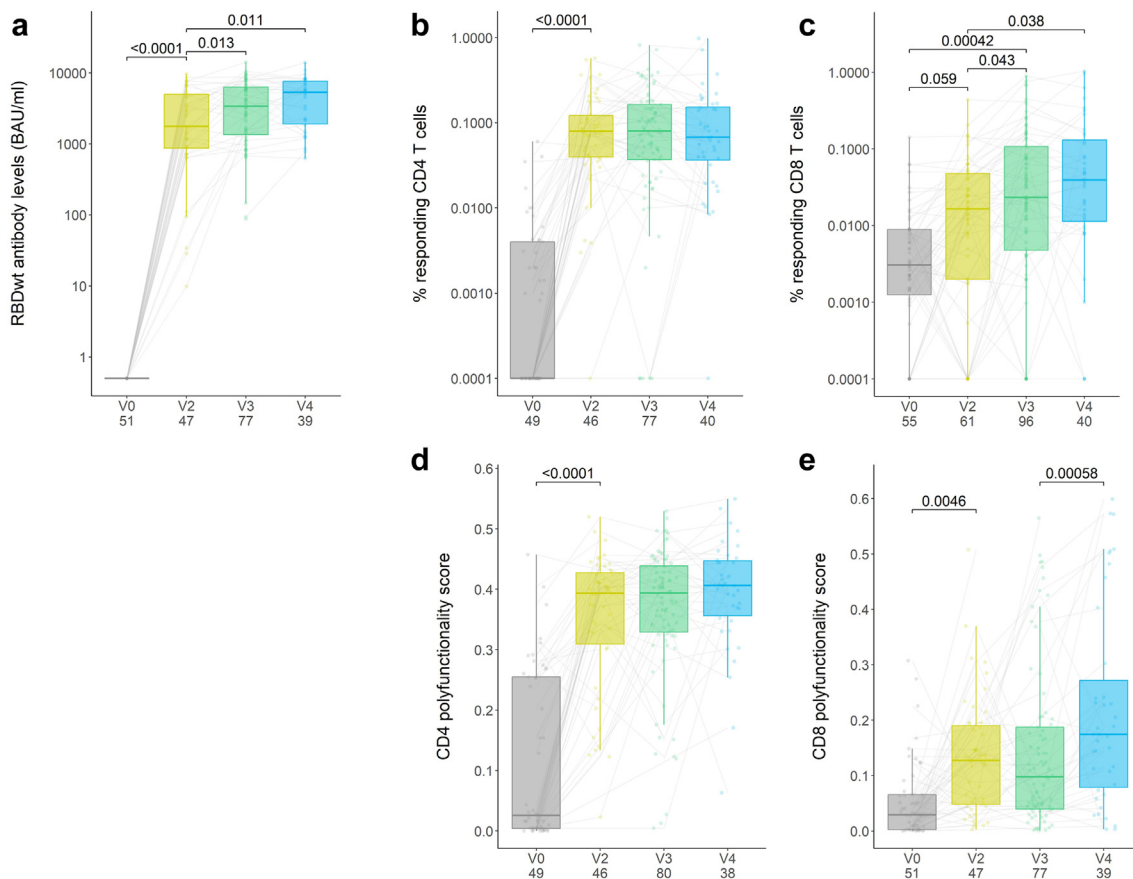 a
RBDwt antibody levels (BAU/ml)
10000
1000
100
10
1
<0.0001
0.013
0.011
V0 V2 V3 V4
51 47 77 39
b
% responding CD4 T cells
1.0000
0.1000
0.0100
0.0010
0.0001
<0.0001
V0 V2 V3 V4
49 46 77 40
c
% responding CD8 T cells
1.0000
0.1000
0.0100
0.0010
0.0001
0.038
0.00042
0.043
0.059
V0 V2 V3 V4
55 61 96 40
d
CD4 polyfunctionality score
0.6
0.5
0.4
0.3
0.2
0.1
0.0
<0.0001
V0 V2 V3 V4
49 46 80 38
e
CD8 polyfunctionality score
0.6
0.5
0.4
0.3
0.2
0.1
0.0
0.00058
0.0046
V0 V2 V3 V4
51 47 77 39